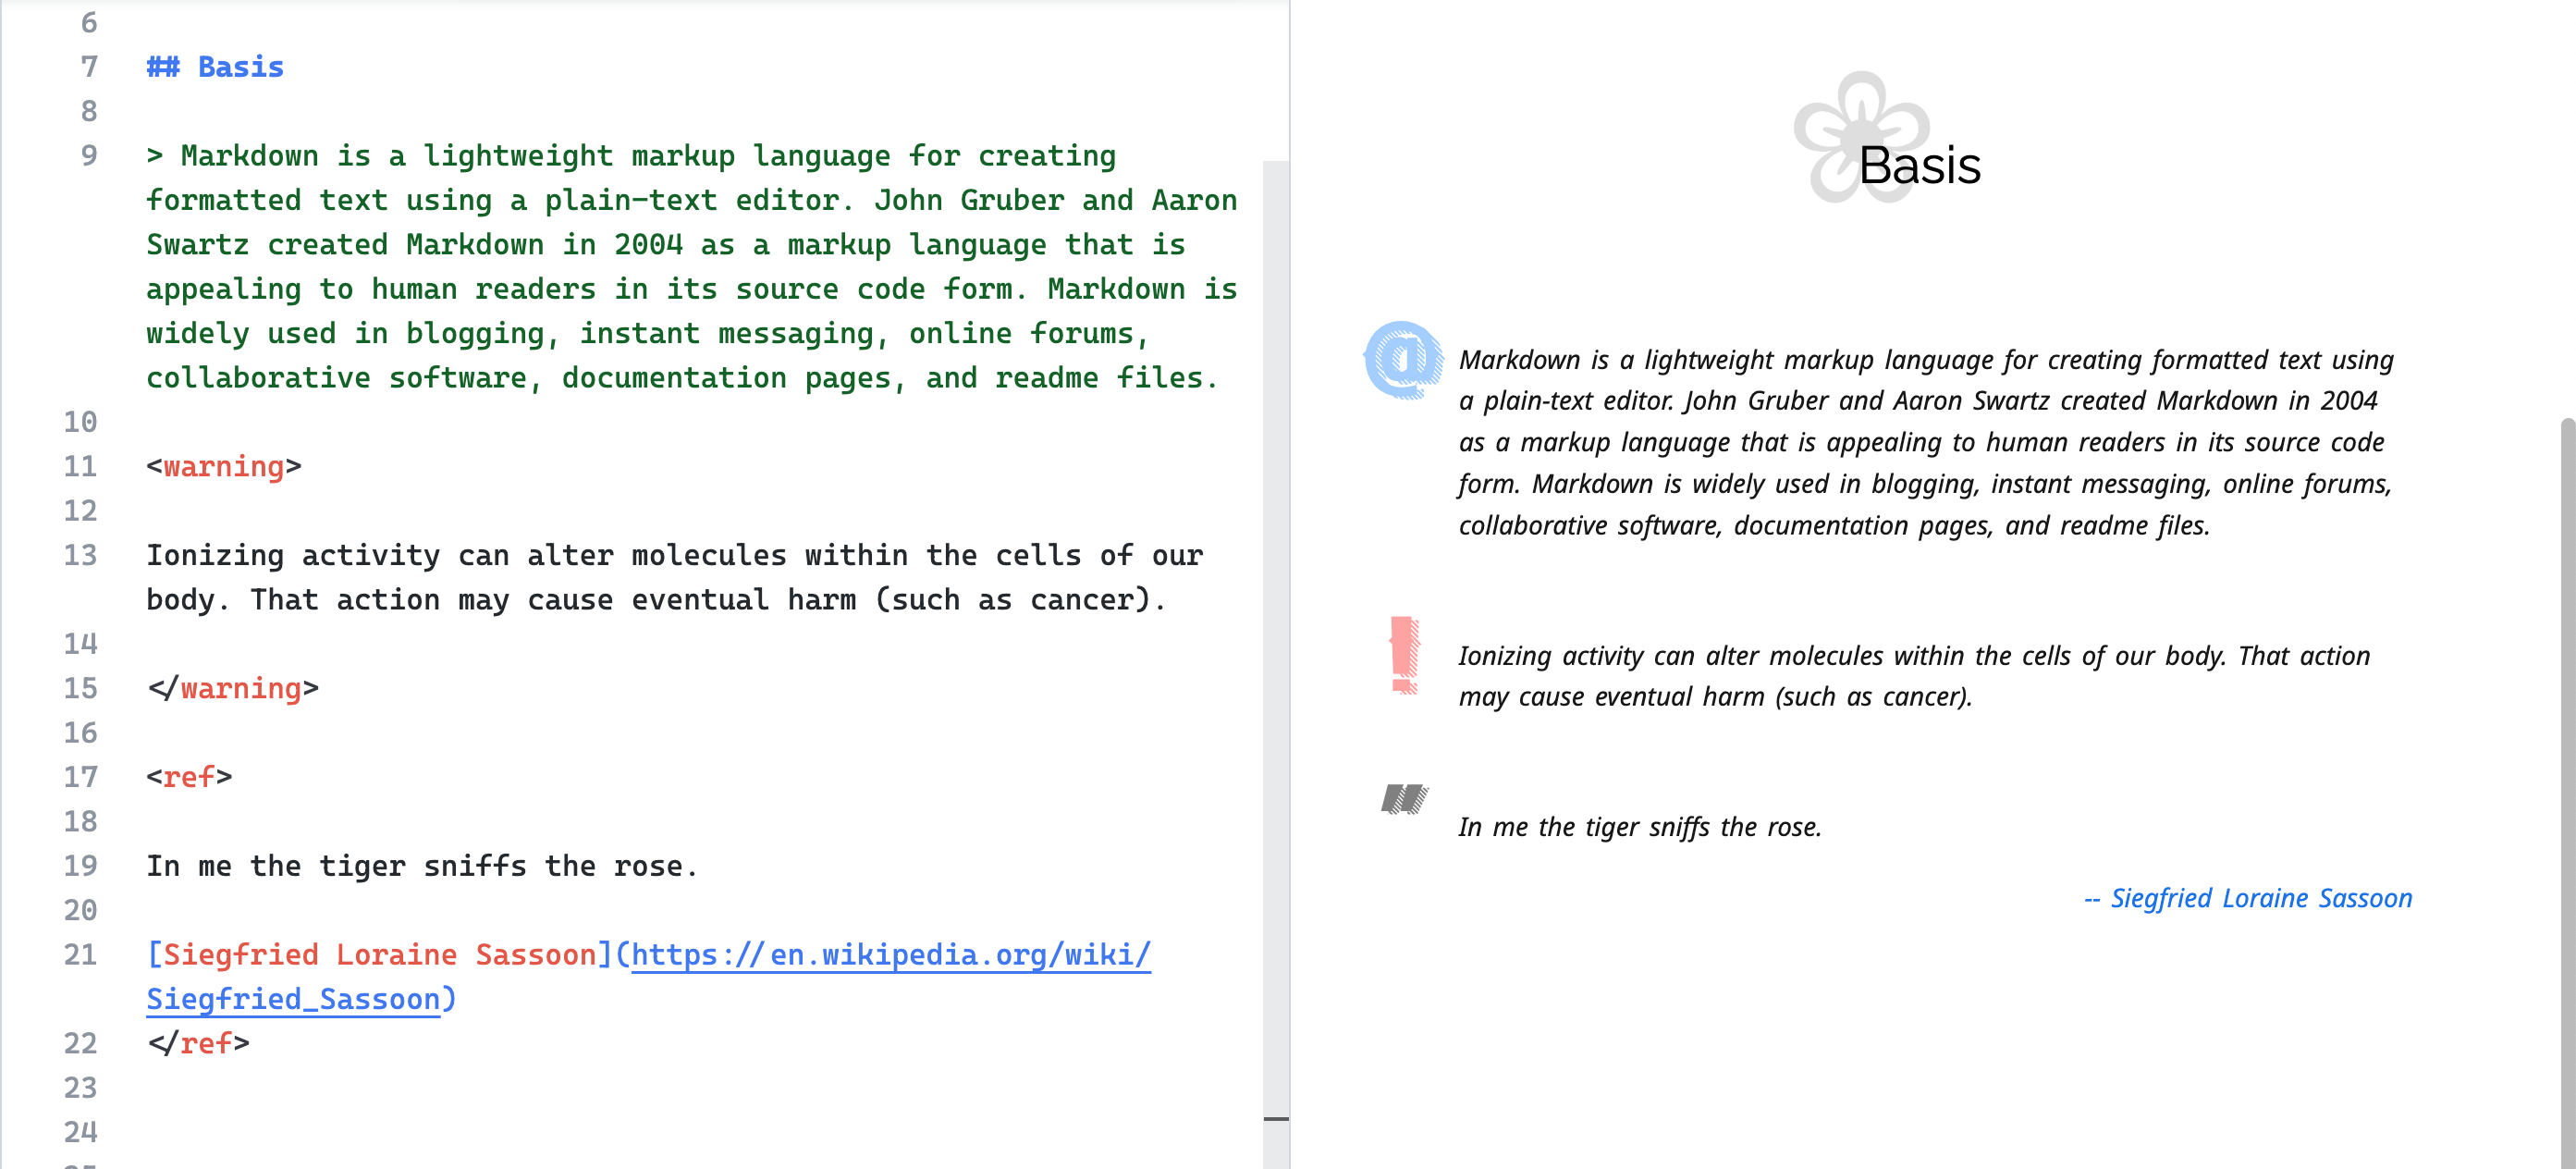 6
7 ## Basis
8
9 > Markdown is a lightweight markup language for creating
formatted text using a plain-text editor. John Gruber and Aaron
Swartz created Markdown in 2004 as a markup language that is
appealing to human readers in its source code form. Markdown is
widely used in blogging, instant messaging, online forums,
collaborative software, documentation pages, and readme files.
10
11 <warning>
12
13 Ionizing activity can alter molecules within the cells of our
body. That action may cause eventual harm (such as cancer).
14
15 </warning>
16
17 <ref>
18
19 In me the tiger sniffs the rose.
20
21 [Siegfried Loraine Sassoon](https://en.wikipedia.org/wiki/
Siegfried_Sassoon)
22 </ref>
23
24
Basis
@
Markdown is a lightweight markup language for creating formatted text using
a plain-text editor. John Gruber and Aaron Swartz created Markdown in 2004
as a markup language that is appealing to human readers in its source code
form. Markdown is widely used in blogging, instant messaging, online forums,
collaborative software, documentation pages, and readme files.
!
Ionizing activity can alter molecules within the cells of our body. That action
may cause eventual harm (such as cancer).
"
In me the tiger sniffs the rose.
-- Siegfried Loraine Sassoon